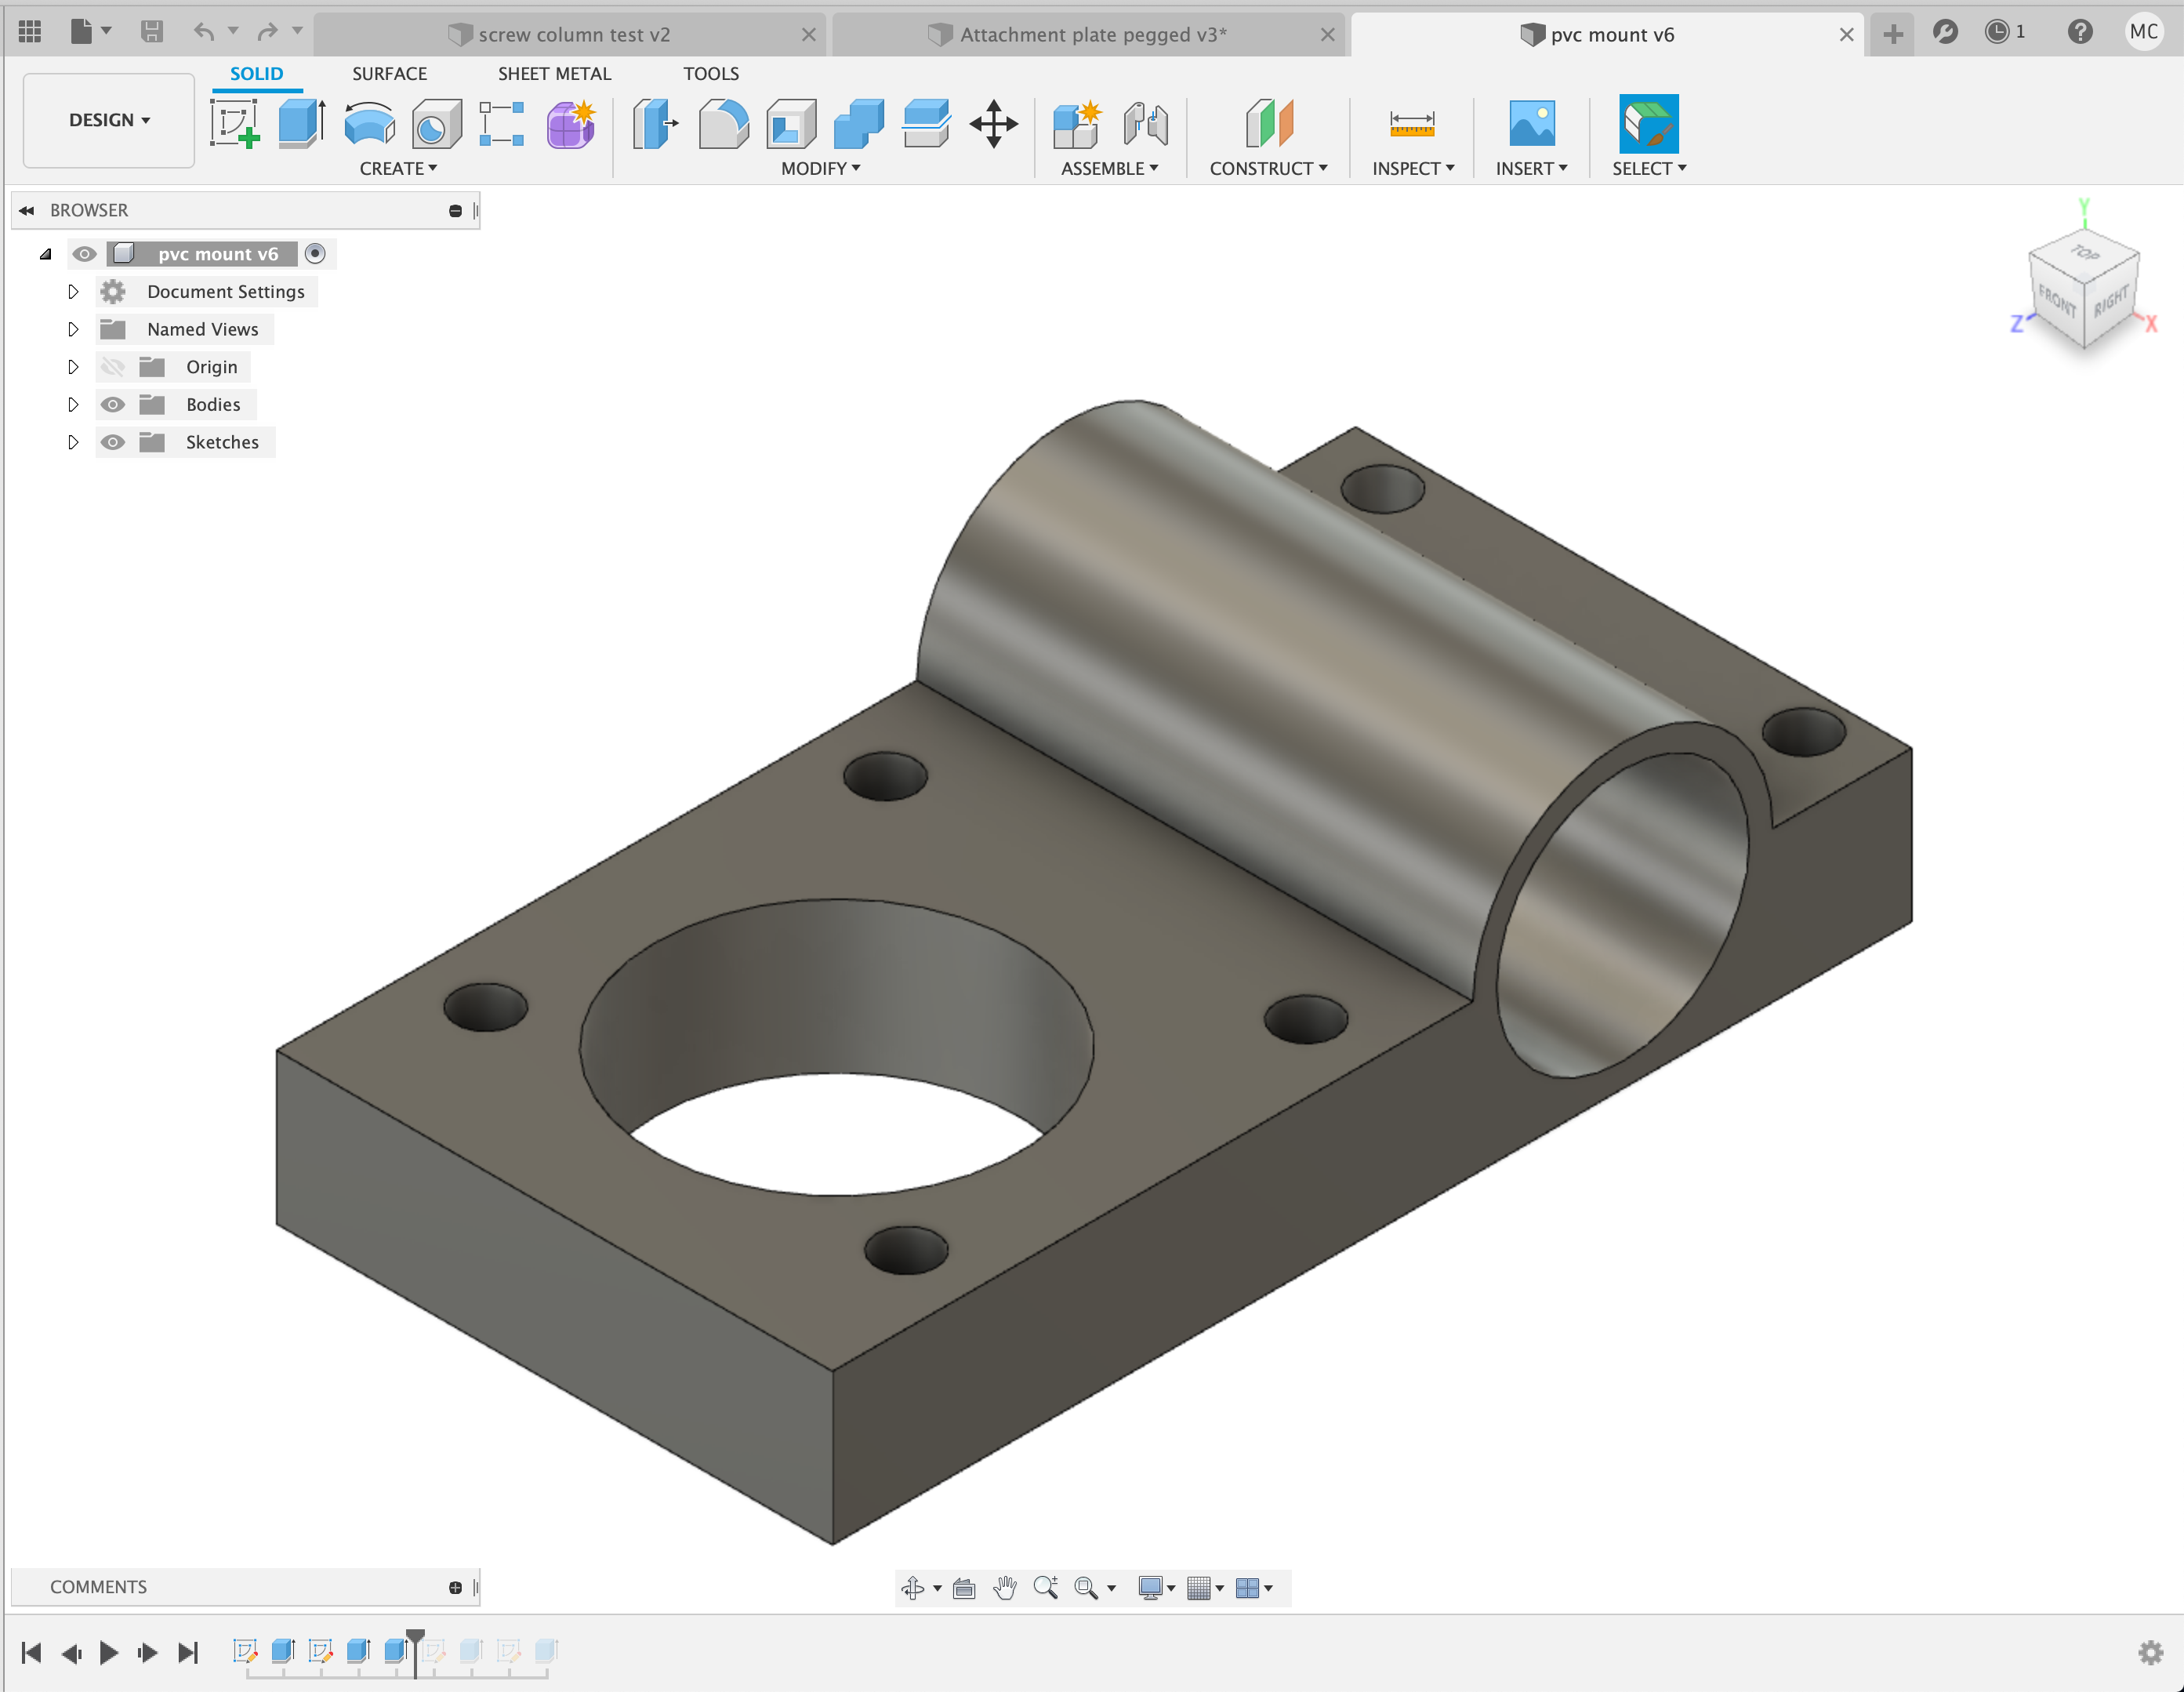 screw column test v2
Attachment plate pegged v3*
pvc mount v6
1
MC
DESIGN
SOLID
SURFACE
SHEET METAL
TOOLS
CREATE
MODIFY
ASSEMBLE
CONSTRUCT
INSPECT
INSERT
SELECT
BROWSER
pvc mount v6
Document Settings
Named Views
Origin
Bodies
Sketches
Y
TOP
FRONT
RIGHT
Z
X
COMMENTS